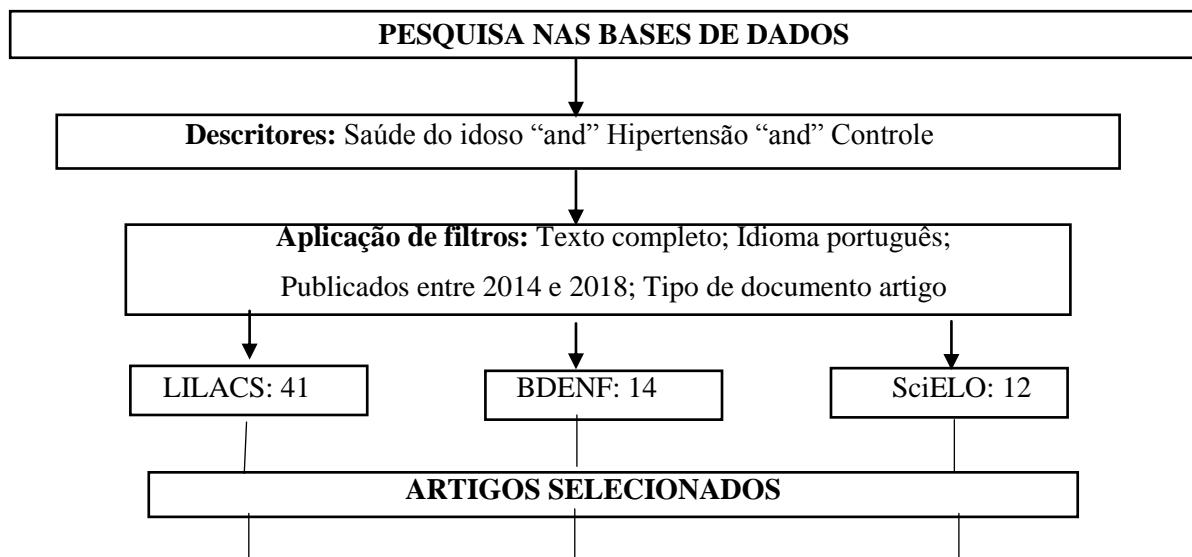 PESQUISA NAS BASES DE DADOS
Descritores: Saúde do idoso “and” Hipertensão “and” Controle
Aplicação de filtros: Texto completo; Idioma português;
Publicados entre 2014 e 2018; Tipo de documento artigo
LILACS: 41
BDENF: 14
SciELO: 12
ARTIGOS SELECIONADOS